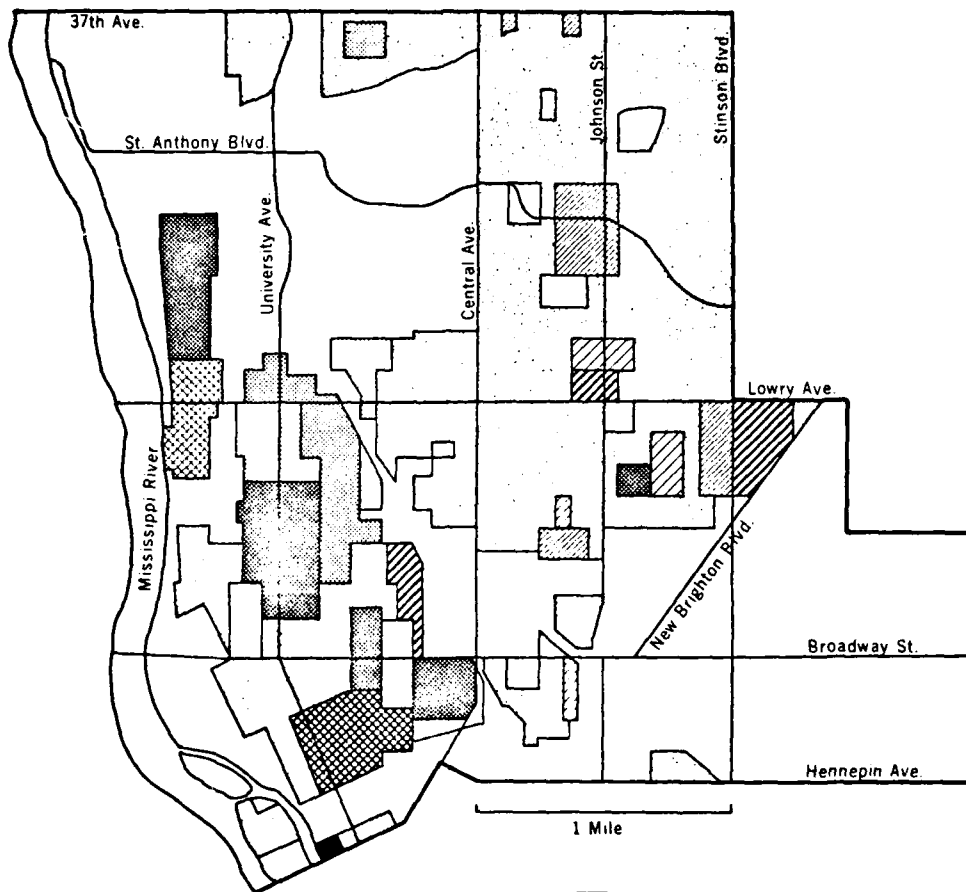 37th Ave.
St. Anthony Blvd.
University Ave.
Central Ave.
Johnson St.
Stinson Blvd.
Lowry Ave.
Mississippi River
New Brighton Blvd.
Broadway St.
Hennepin Ave.
1 Mile